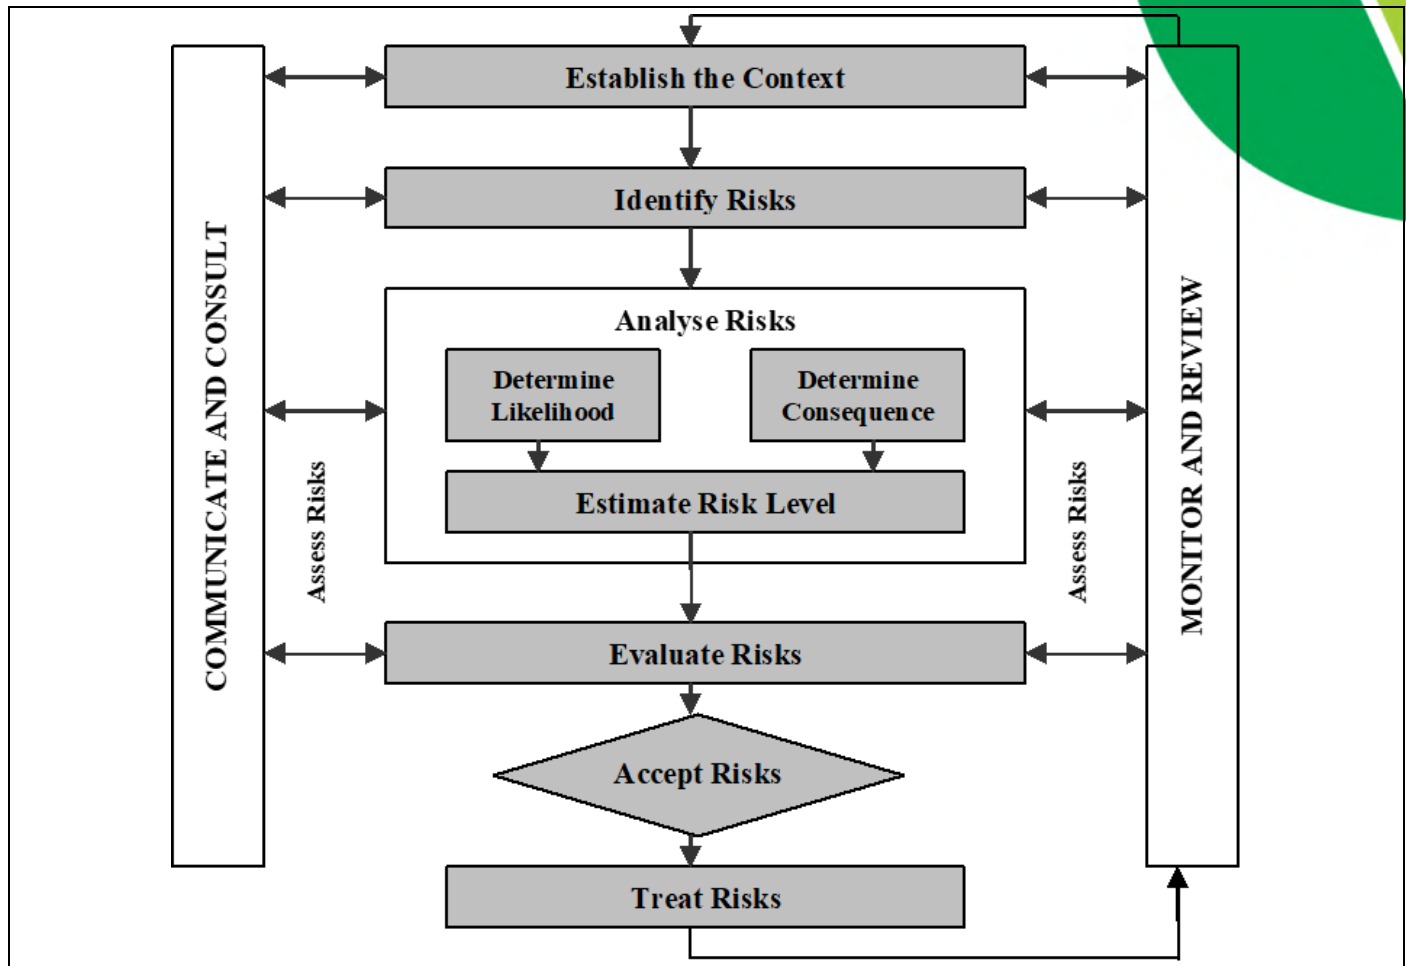 Establish the Context
Identify Risks
COMMUNICATE AND CONSULT
MONITOR AND REVIEW
Analyse Risks
Determine
Likelihood
Determine
Consequence
Estimate Risk Level
Assess Risks
Assess Risks
Evaluate Risks
Accept Risks
Treat Risks